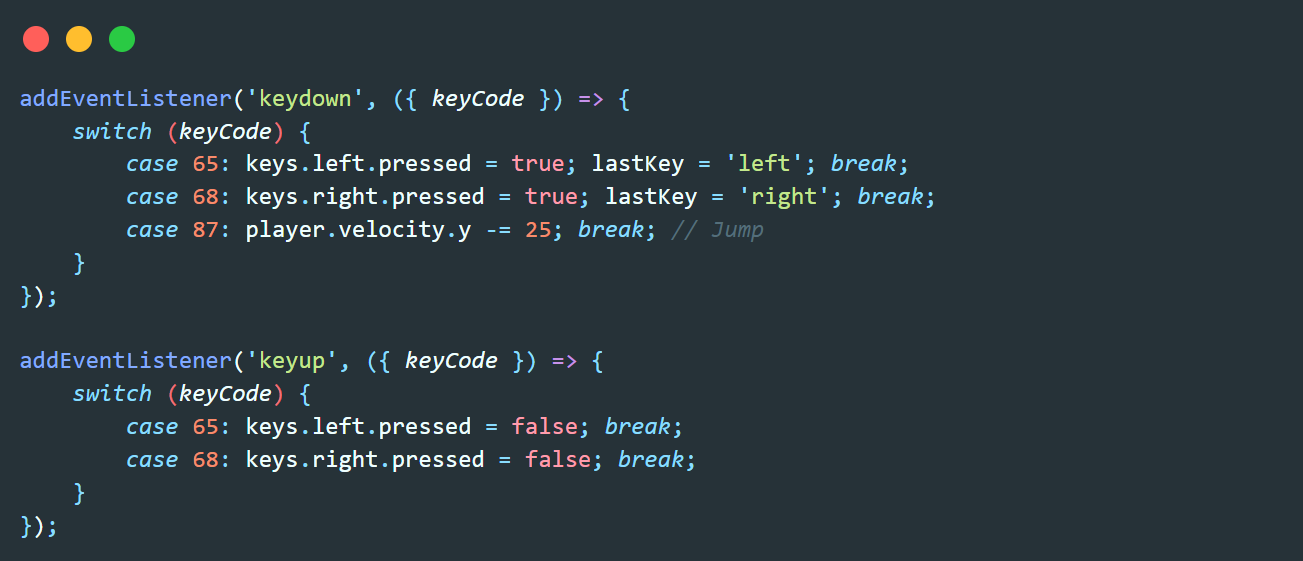 addEventListener('keydown', ({ keyCode }) => {
    switch (keyCode) {
        case 65: keys.left.pressed = true; lastKey = 'left'; break;
        case 68: keys.right.pressed = true; lastKey = 'right'; break;
        case 87: player.velocity.y -= 25; break; // Jump
    }
});

addEventListener('keyup', ({ keyCode }) => {
    switch (keyCode) {
        case 65: keys.left.pressed = false; break;
        case 68: keys.right.pressed = false; break;
    }
});